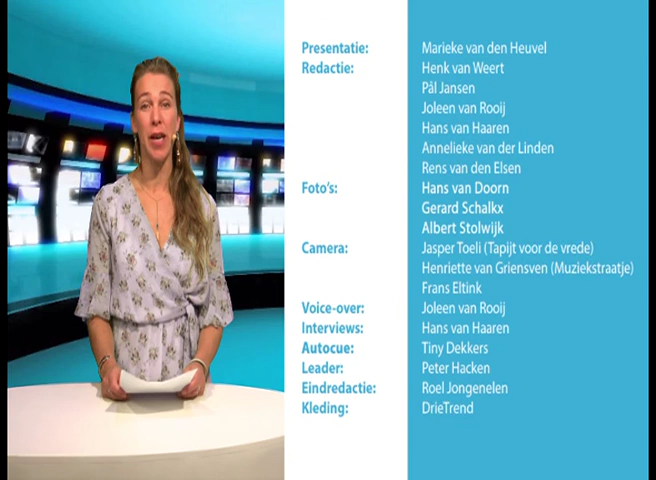 Presentatie: Marieke van den Heuvel
Redactie: Henk van Weert
Pål Jansen
Joleen van Rooij
Hans van Haaren
Annelieke van der Linden
Rens van den Elsen
Foto's: Hans van Doorn
Gerard Schalkx
Albert Stolwijk
Camera: Jasper Toeli (Tapijt voor de vrede)
Henriette van Griensven (Muziekstraatje)
Frans Eltink
Voice-over: Joleen van Rooij
Interviews: Hans van Haaren
Autocue: Tiny Dekkers
Leader: Peter Hacken
Eindredactie: Roel Jongenelen
Kleding: DrieTrend